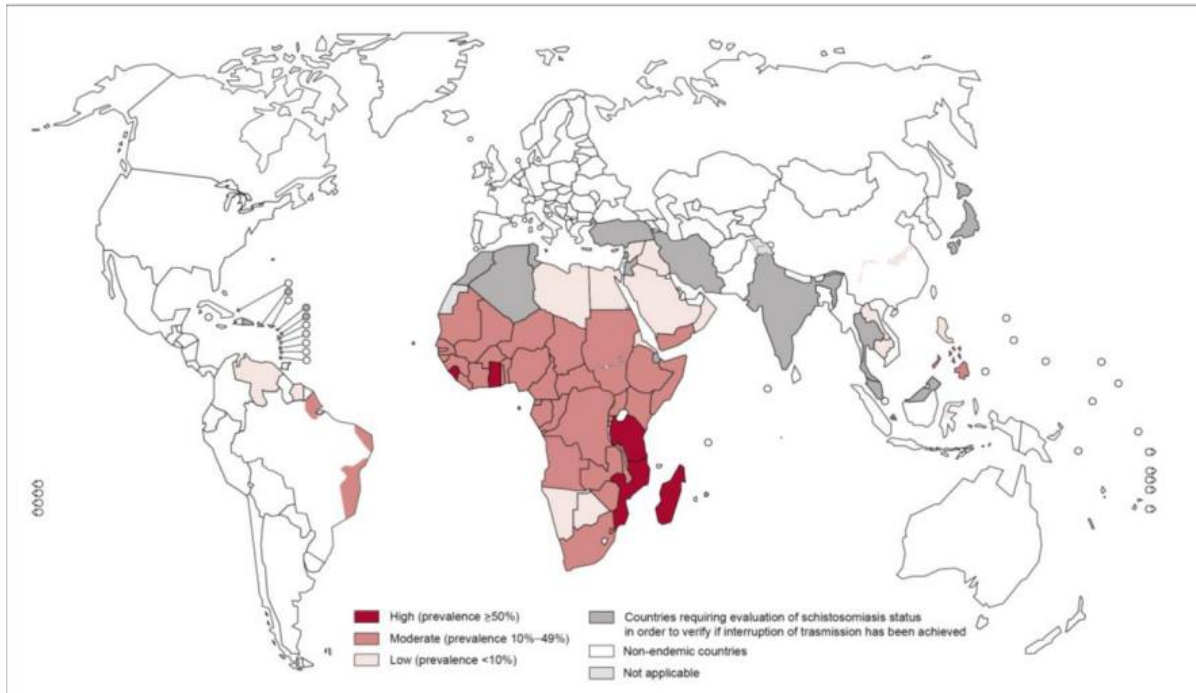 High (prevalence ≥50%)
Moderate (prevalence 10%–49%)
Low (prevalence <10%)
Countries requiring evaluation of schistosomiasis status
in order to verify if interruption of trasmission has been achieved
Non-endemic countries
Not applicable